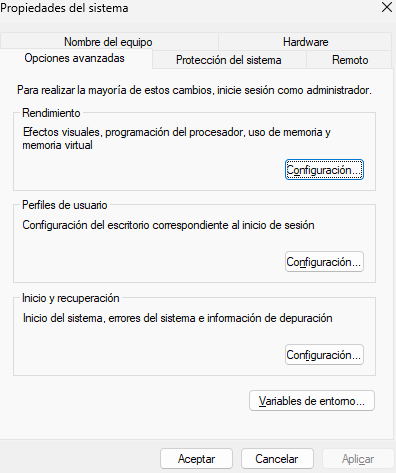 Propiedades del sistema
Nombre del equipo
Hardware
Opciones avanzadas
Protección del sistema
Remoto
Para realizar la mayoría de estos cambios, inicie sesión como administrador.
Rendimiento
Efectos visuales, programación del procesador, uso de memoria y
memoria virtual
Configuración...
Perfiles de usuario
Configuración del escritorio correspondiente al inicio de sesión
Configuración...
Inicio y recuperación
Inicio del sistema, errores del sistema e información de depuración
Configuración...
Variables de entorno...
Aceptar
Cancelar
Aplicar